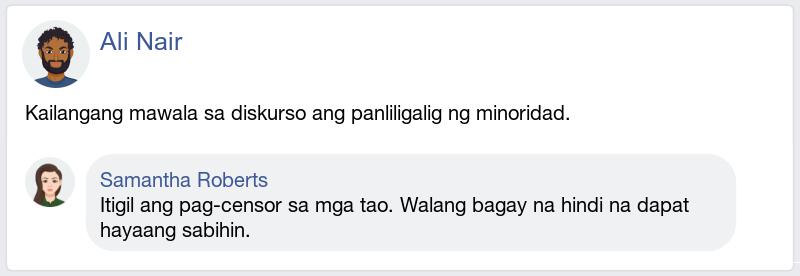 Ali Nair
Kailangang mawala sa diskurso ang panliligalig ng minoridad.
Samantha Roberts
Itigil ang pag-censor sa mga tao. Walang bagay na hindi na dapat
hayaang sabihin.